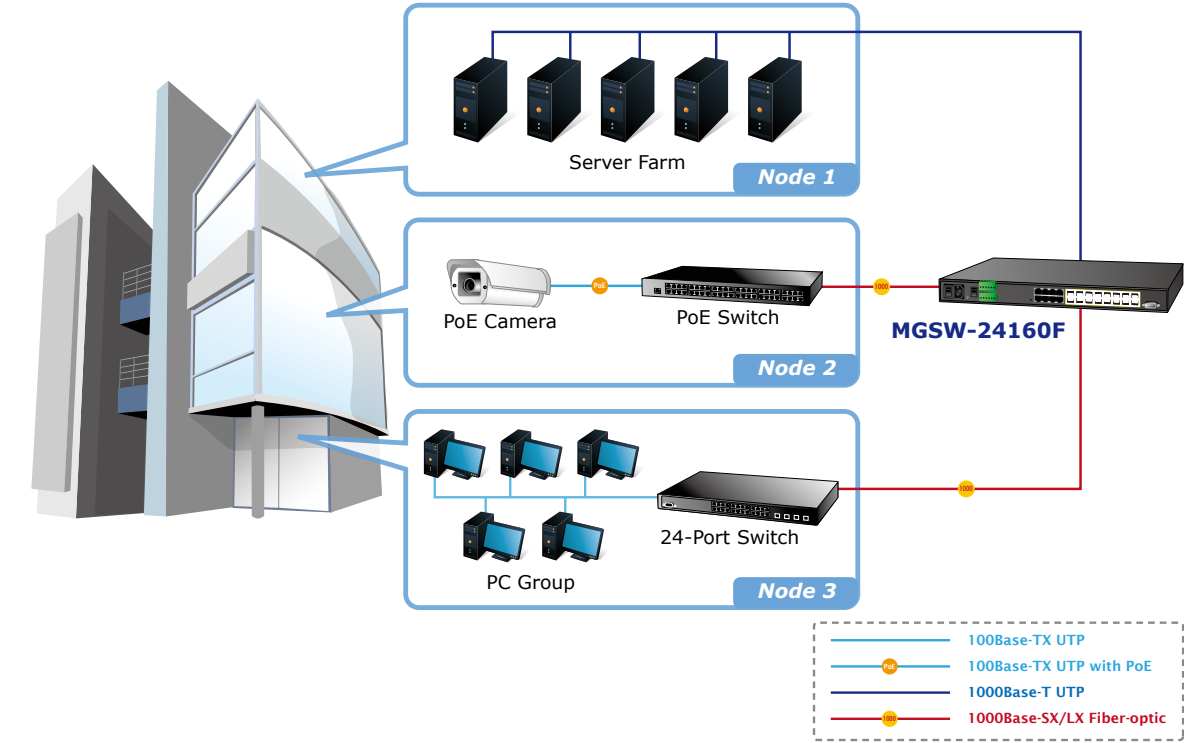 Server Farm
Node 1
PoE Camera
PoE
PoE Switch
1000
MGSW-24160F
Node 2
PC Group
24-Port Switch
1000
Node 3
100Base-TX UTP
PoE
100Base-TX UTP with PoE
1000Base-T UTP
1000
1000Base-SX/LX Fiber-optic